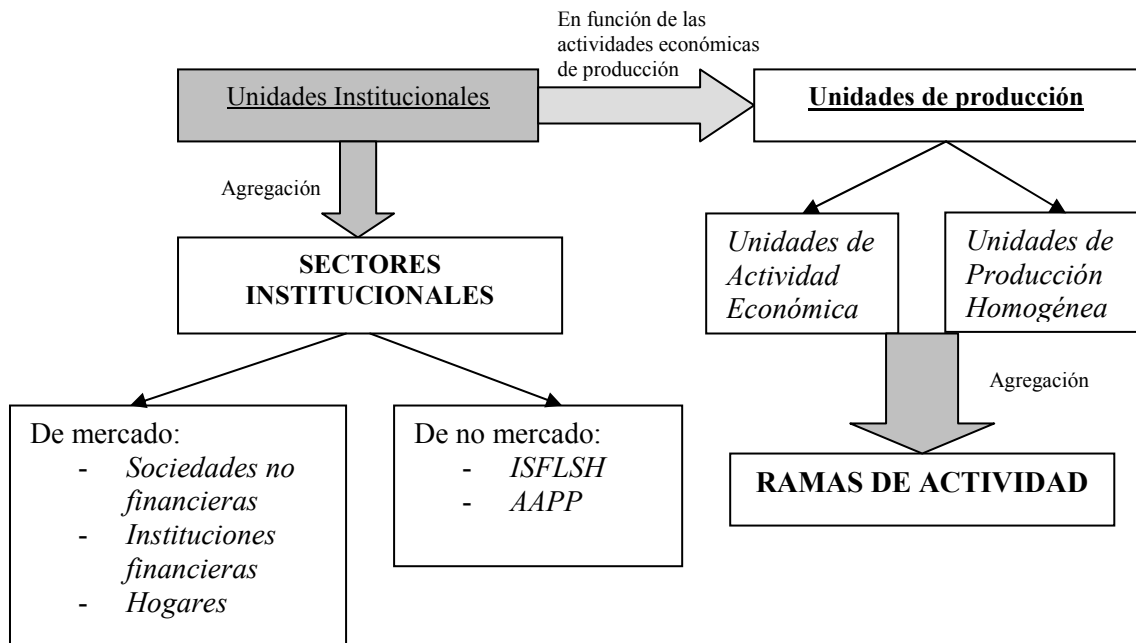 En función de las
actividades económicas
de producción
Unidades Institucionales
Unidades de producción
Agregación
SECTORES
INSTITUCIONALES
Unidades de
Actividad
Económica
Unidades de
Producción
Homogénea
Agregación
De mercado:
- Sociedades no
financieras
- Instituciones
financieras
- Hogares
De no mercado:
- ISFLSH
- AAPP
RAMAS DE ACTIVIDAD